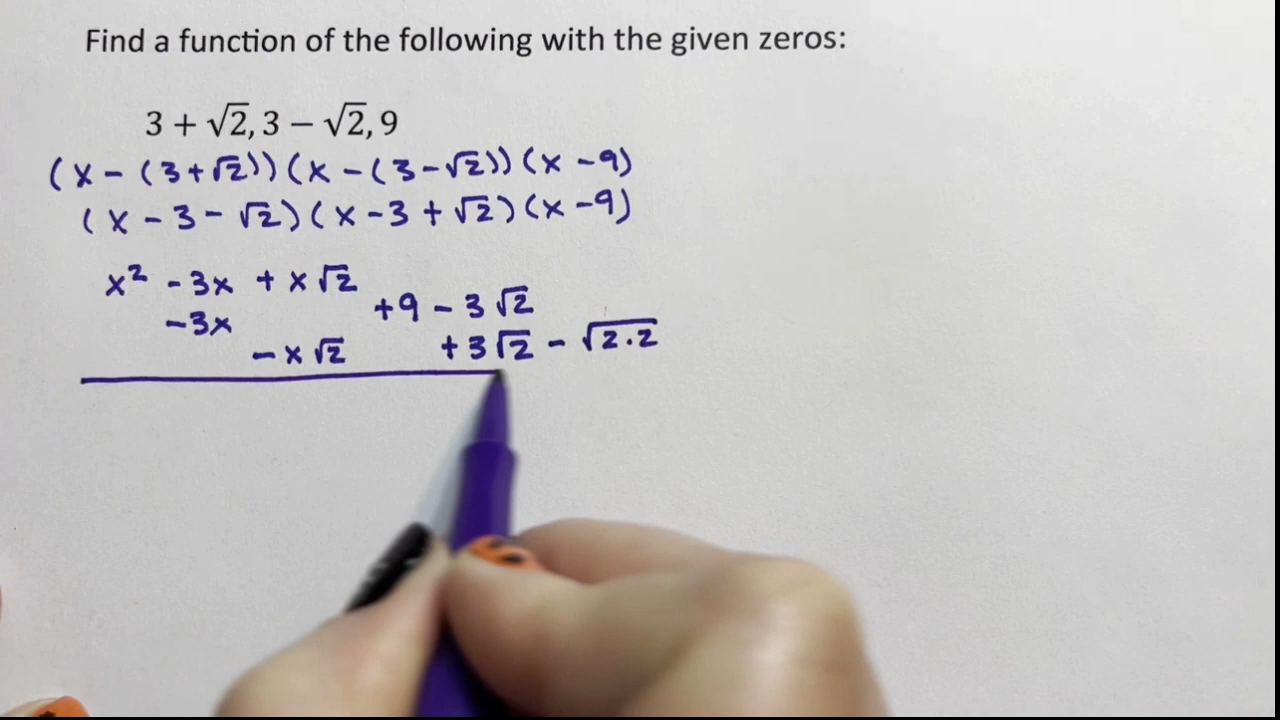 Find a function of the following with the given zeros:
3 + √2, 3 − √2, 9
(x - (3+√2))(x - (3-√2))(x - 9)
(x - 3 - √2)(x - 3 + √2)(x - 9)
x² - 3x + x√2
+9 - 3√2
-3x
+3√2 - √2·2
- x√2